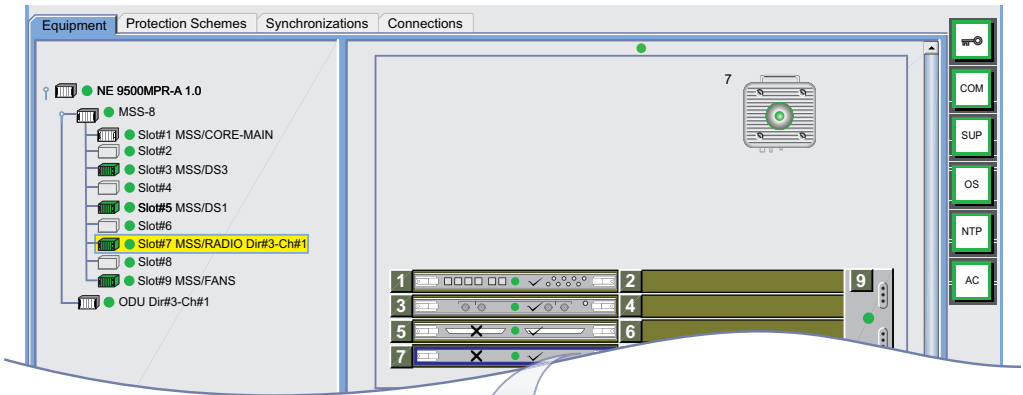 Equipment Protection Schemes Synchronizations Connections
NE 9500MPR-A 1.0
MSS-8
Slot#1 MSS/CORE-MAIN
Slot#2
Slot#3 MSS/DS3
Slot#4
Slot#5 MSS/DS1
Slot#6
Slot#7 MSS/RADIO Dir#3-Ch#1
Slot#8
Slot#9 MSS/FANS
ODU Dir#3-Ch#1
7
1 2 9
3 4
5 6
7
COM
SUP
OS
NTP
AC